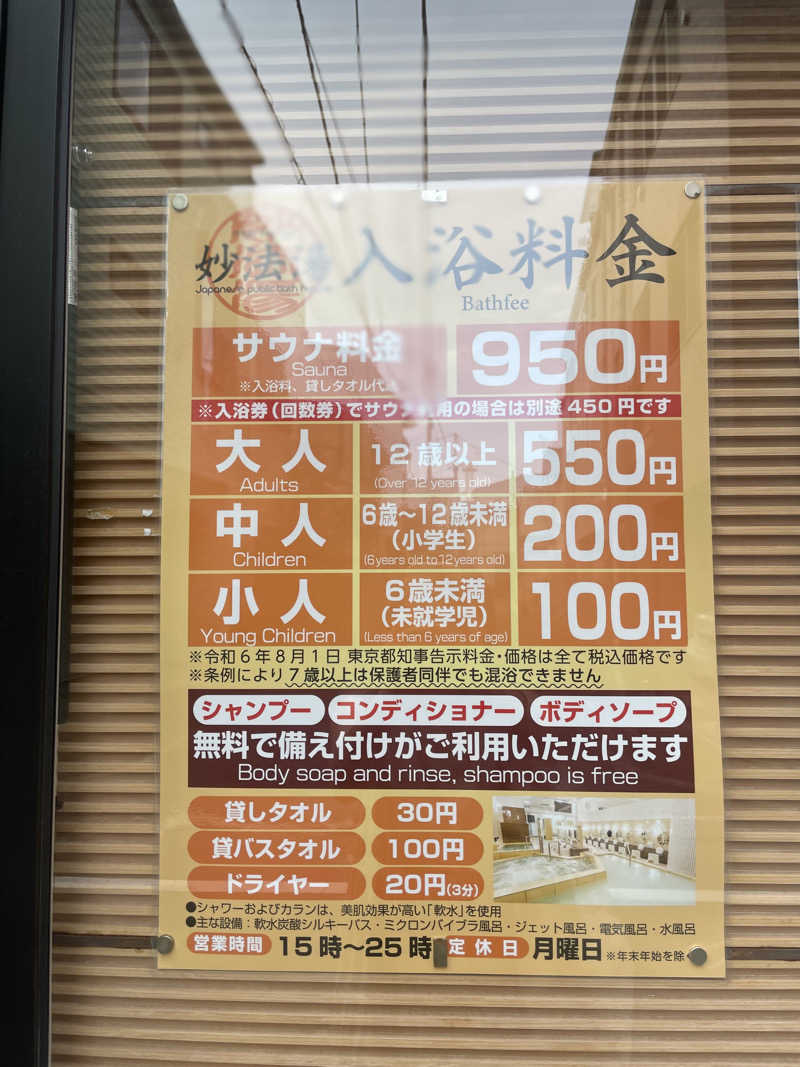 妙法湯 入浴料金
Japanese public bath
Bathfee
サウナ料金 950円
Sauna
※入浴料、貸しタオル代込
※入浴券(回数券)でサウナ利用の場合は別途450円です
大人 12歳以上 550円
Adults (Over 12 years old)
中人 6歳～12歳未満 200円
(小学生)
Children (6years old to 12years old)
小人 6歳未満 100円
(未就学児)
Young Children (Less than 6 years of age)
※令和6年8月1日 東京都知事告示料金・価格は全て税込価格です
※条例により7歳以上は保護者同伴でも混浴できません
シャンプー コンディショナー ボディソープ
無料で備え付けがご利用いただけます
Body soap and rinse, shampoo is free
貸しタオル 30円
貸バスタオル 100円
ドライヤー 20円(3分)
●シャワーおよびカランは、美肌効果が高い「軟水」を使用
●主な設備：軟水炭酸シルキーバス・ミクロンバイブラ風呂・ジェット風呂・電気風呂・水風呂
営業時間 15時～25時 定休日 月曜日 ※年末年始を除く